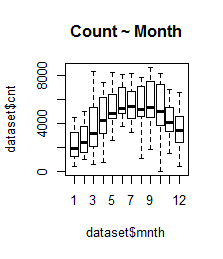 Count ~ Month
dataset$cnt
8000
4000
0
1 3 5 7 9 12
dataset$mnth